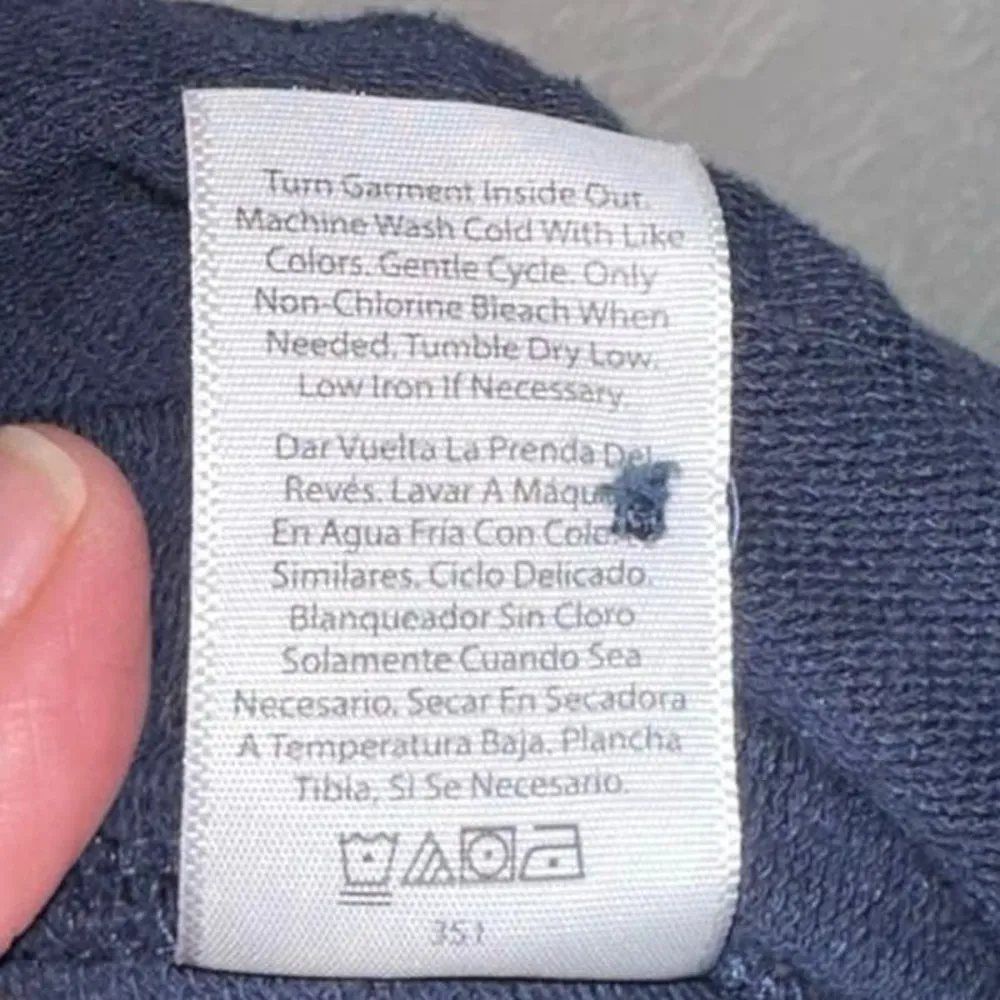 Turn Garment Inside Out.
Machine Wash Cold With Like
Colors. Gentle Cycle. Only
Non-Chlorine Bleach When
Needed. Tumble Dry Low.
Low Iron If Necessary.
Dar Vuelta La Prenda Del
Revés. Lavar A
En Agua Fría Con
Similares. Ciclo Delicado.
Blanqueador Sin Cloro
Solamente Cuando Sea
Necesario. Secar En Secadora
A Temperatura Baja. Plancha
Tibia, Si Se Necesario.
351